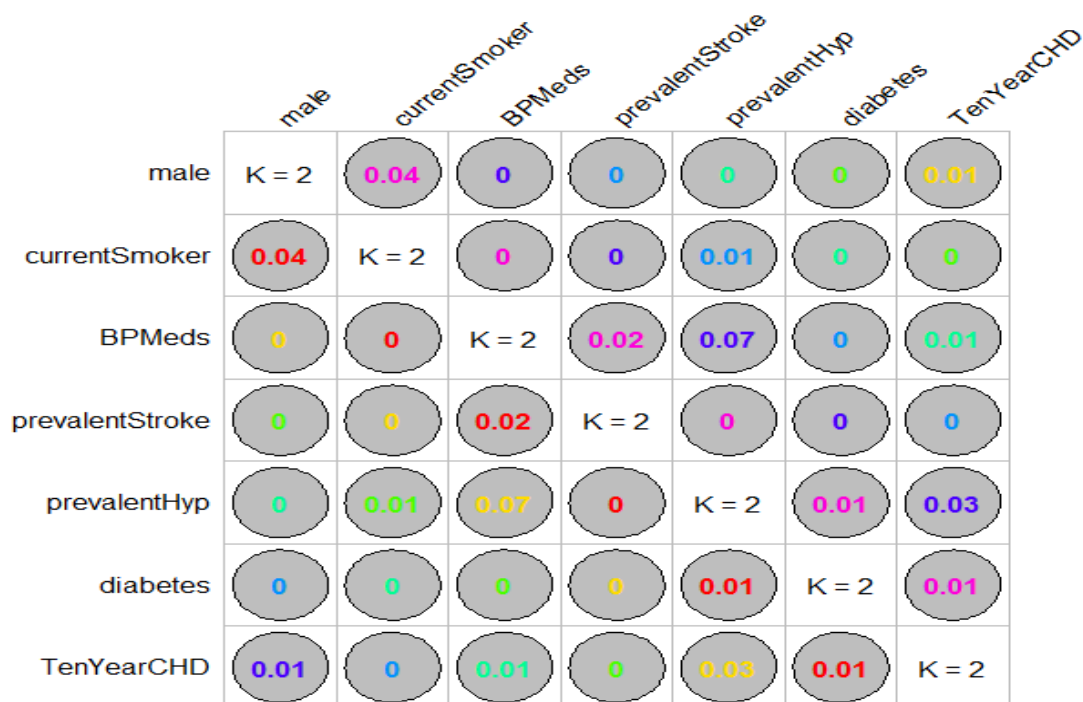 male currentSmoker BPMeds prevalentStroke prevalentHyp diabetes TenYearCHD
male K = 2 0.04 0 0 0 0 0.01
currentSmoker 0.04 K = 2 0 0 0.01 0 0
BPMeds 0 0 K = 2 0.02 0.07 0 0.01
prevalentStroke 0 0 0.02 K = 2 0 0 0
prevalentHyp 0 0.01 0.07 0 K = 2 0.01 0.03
diabetes 0 0 0 0 0.01 K = 2 0.01
TenYearCHD 0.01 0 0.01 0 0.03 0.01 K = 2